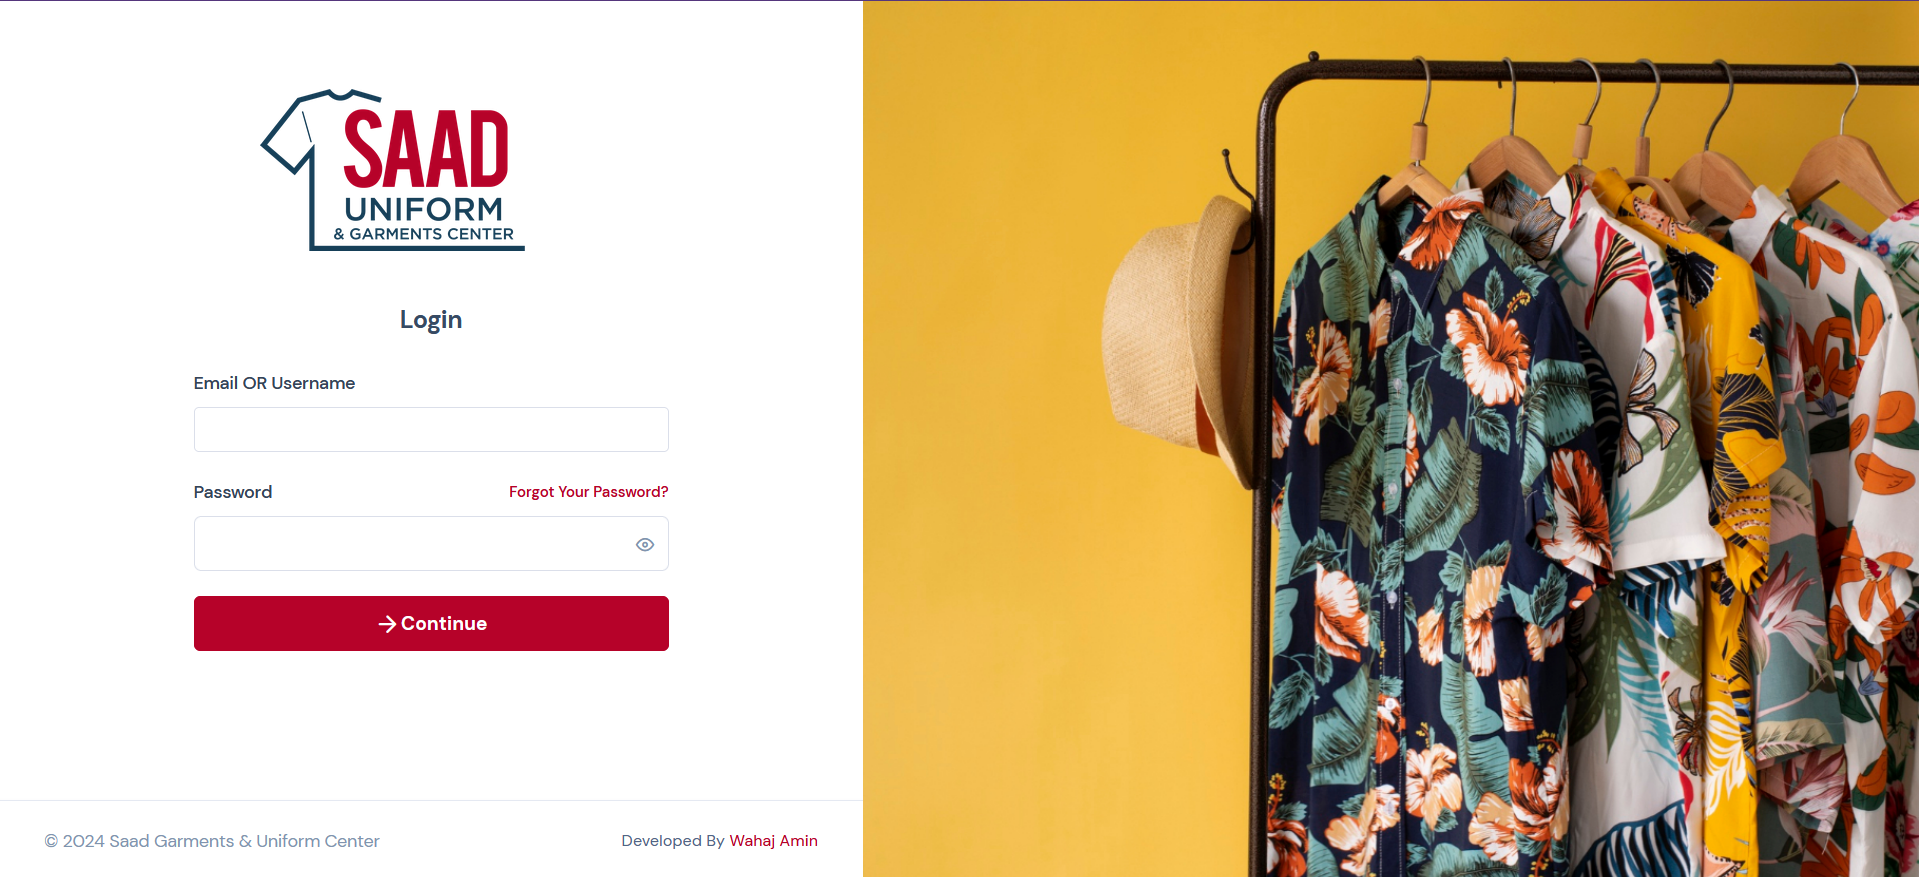 SAAD
UNIFORM
& GARMENTS CENTER
Login
Email OR Username
Password
Forgot Your Password?
Continue
© 2024 Saad Garments & Uniform Center
Developed By Wahaj Amin